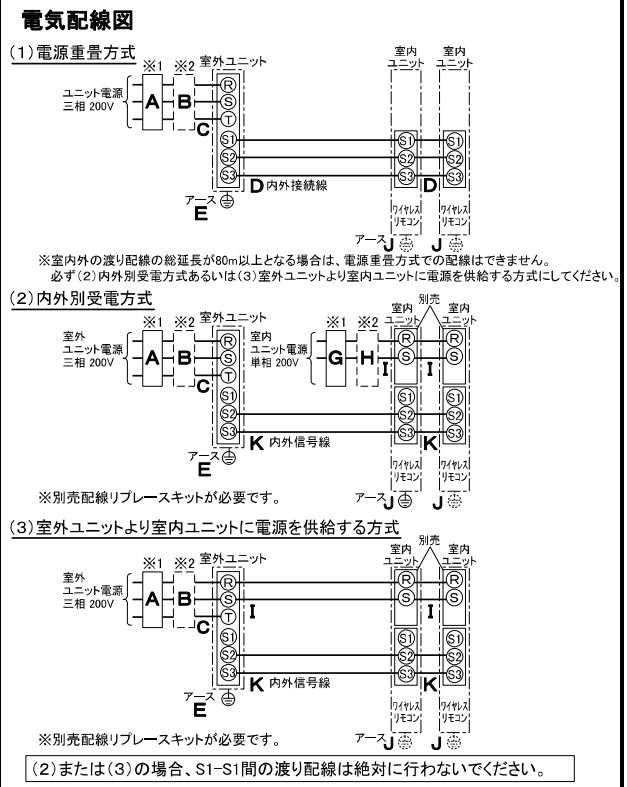 電気配線図
(1)電源重畳方式
※1 ※2 室外ユニット 室内ユニット 室内ユニット
ユニット電源
三相 200V
A B C
R
S
T
S1 S1 S1
S2 S2 S2
S3 S3 S3
D 内外接続線 D
アース
E
ワイヤレス
リモコン
ワイヤレス
リモコン
アース J J
※室内外の渡り配線の総延長が80m以上となる場合は、電源重畳方式での配線はできません。
必ず(2)内外別受電方式あるいは(3)室外ユニットより室内ユニットに電源を供給する方式にしてください。
(2)内外別受電方式
別売
※1 ※2 室外ユニット ※1 ※2 室内ユニット 室内ユニット
室外
ユニット電源
三相 200V
A B C
室内
ユニット電源
単相 200V
G H I I
R R R
S S S
T
S1 S1 S1
S2 S2 S2
S3 S3 S3
K 内外信号線 K
アース
E
ワイヤレス
リモコン
ワイヤレス
リモコン
※別売配線リプレースキットが必要です。
アース J J
(3)室外ユニットより室内ユニットに電源を供給する方式
別売
※1 ※2 室外ユニット 室内ユニット 室内ユニット
室外
ユニット電源
三相 200V
A B C
R R R
S I S I S
T
S1 S1 S1
S2 S2 S2
S3 S3 S3
K 内外信号線 K
アース
E
ワイヤレス
リモコン
ワイヤレス
リモコン
※別売配線リプレースキットが必要です。
アース J J
(2)または(3)の場合、S1-S1間の渡り配線は絶対に行わないでください。